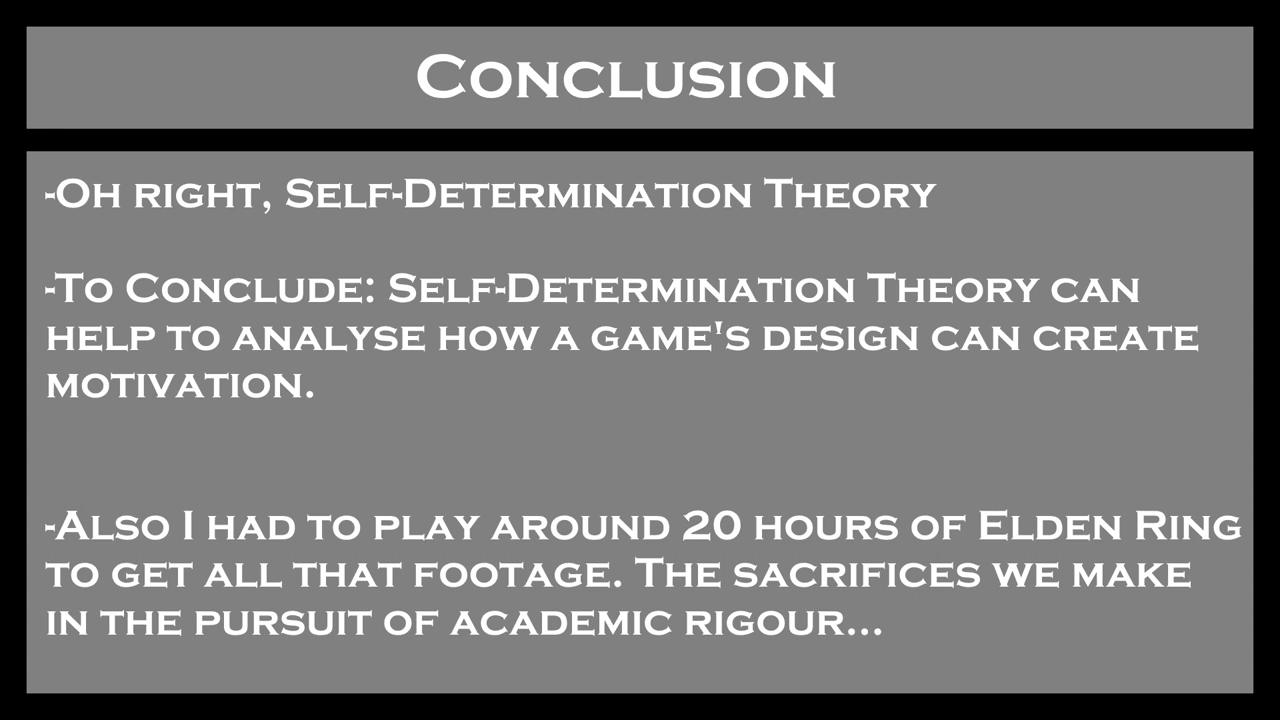 Conclusion
-Oh right, Self-Determination Theory
-To Conclude: Self-Determination Theory can
help to analyse how a game's design can create
motivation.
-Also I had to play around 20 hours of Elden Ring
to get all that footage. The sacrifices we make
in the pursuit of academic rigour...